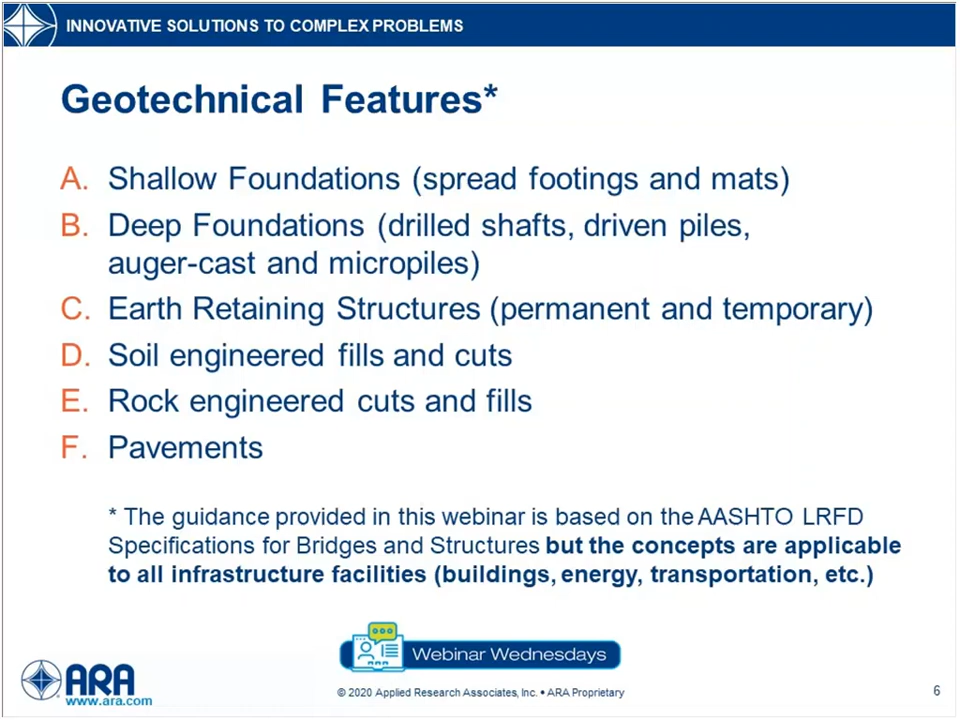 INNOVATIVE SOLUTIONS TO COMPLEX PROBLEMS
Geotechnical Features*
A. Shallow Foundations (spread footings and mats)
B. Deep Foundations (drilled shafts, driven piles,
auger-cast and micropiles)
C. Earth Retaining Structures (permanent and temporary)
D. Soil engineered fills and cuts
E. Rock engineered cuts and fills
F. Pavements
* The guidance provided in this webinar is based on the AASHTO LRFD
Specifications for Bridges and Structures but the concepts are applicable
to all infrastructure facilities (buildings, energy, transportation, etc.)
ARA
Webinar Wednesdays
ARA
www.ara.com
© 2020 Applied Research Associates, Inc. • ARA Proprietary
6